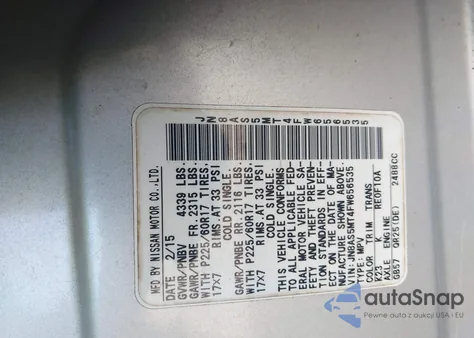 JN8AS5MT4FW656535
MFD BY NISSAN MOTOR CO.,LTD.
2/15
GVWR/PNBV 4339 LBS.
GAWR/PNBE FR 2315 LBS.
WITH P225/60R17 TIRES,
17x7 RIMS AT 33 PSI
COLD SINGLE.
GAWR/PNBE RR 2116 LBS.
WITH P225/60R17 TIRES,
17x7 RIMS AT 33 PSI
COLD SINGLE.
THIS VEHICLE CONFORMS
TO ALL APPLICABLE FED-
ERAL MOTOR VEHICLE SA-
FETY AND THEFT PREVEN-
TION STANDARDS IN EFF-
ECT ON THE DATE OF MA-
NUFACTURE SHOWN ABOVE.
VIN:JN8AS5MT4FW656535
TYPE:MPV
COLOR TRIM TRANS
K23 K RE0F10A
AXLE ENGINE
GB57 QR25(DE) 2488CC
autoSnap
Pewne auta z aukcji USA - EU